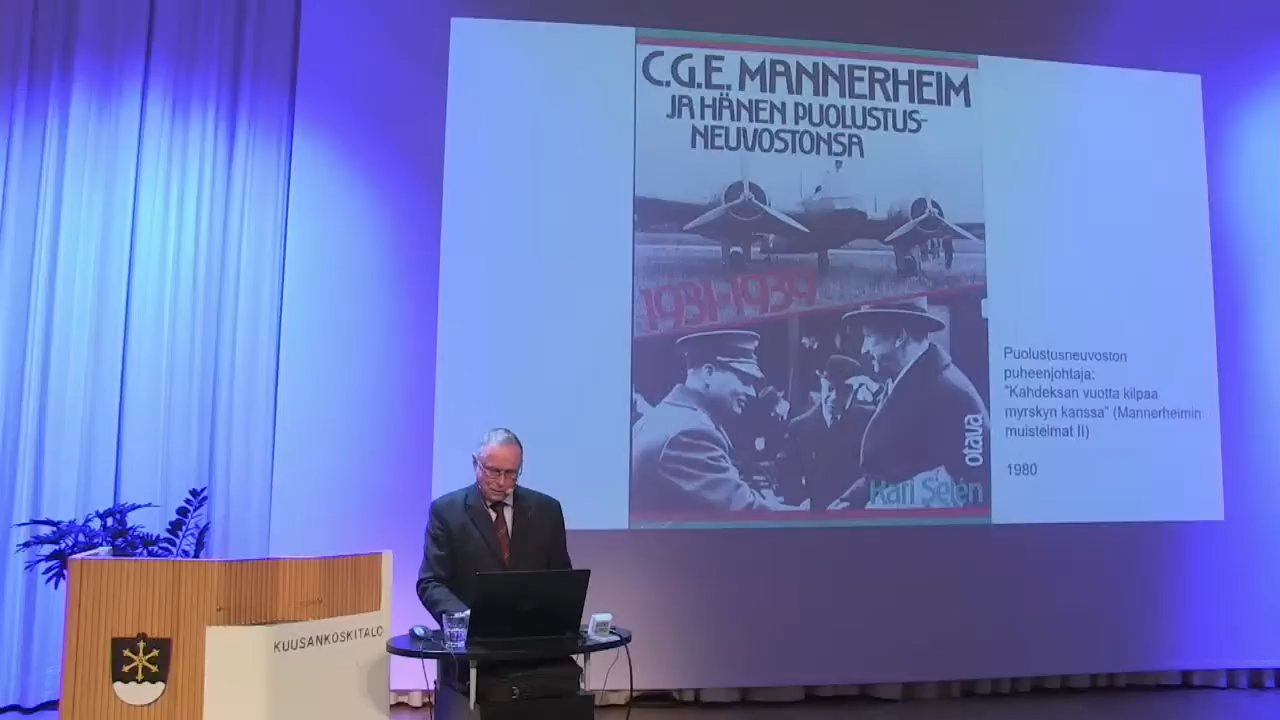 C.G.E. MANNERHEIM
JA HÄNEN PUOLUSTUS-
NEUVOSTONSA
1931-1939
otava
Kari Selén
Puolustusneuvoston
puheenjohtaja:
"Kahdeksan vuotta kilpaa
myrskyn kanssa" (Mannerheimin
muistelmat II)
1980
KUUSANKOSKITALO